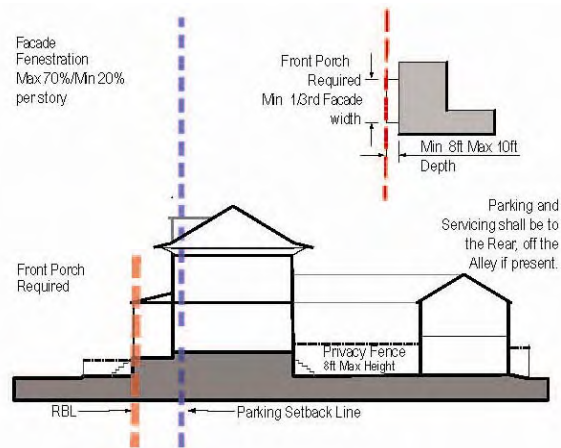 Facade
Fenestration
Max 70%/Min 20%
per story
Front Porch
Required
Min 1/3rd Facade
width
Min 8ft Max 10ft
Depth
Parking and
Servicing shall be to
the Rear, off the
Alley if present.
Front Porch
Required
Privacy Fence
8ft Max Height
RBL
Parking Setback Line